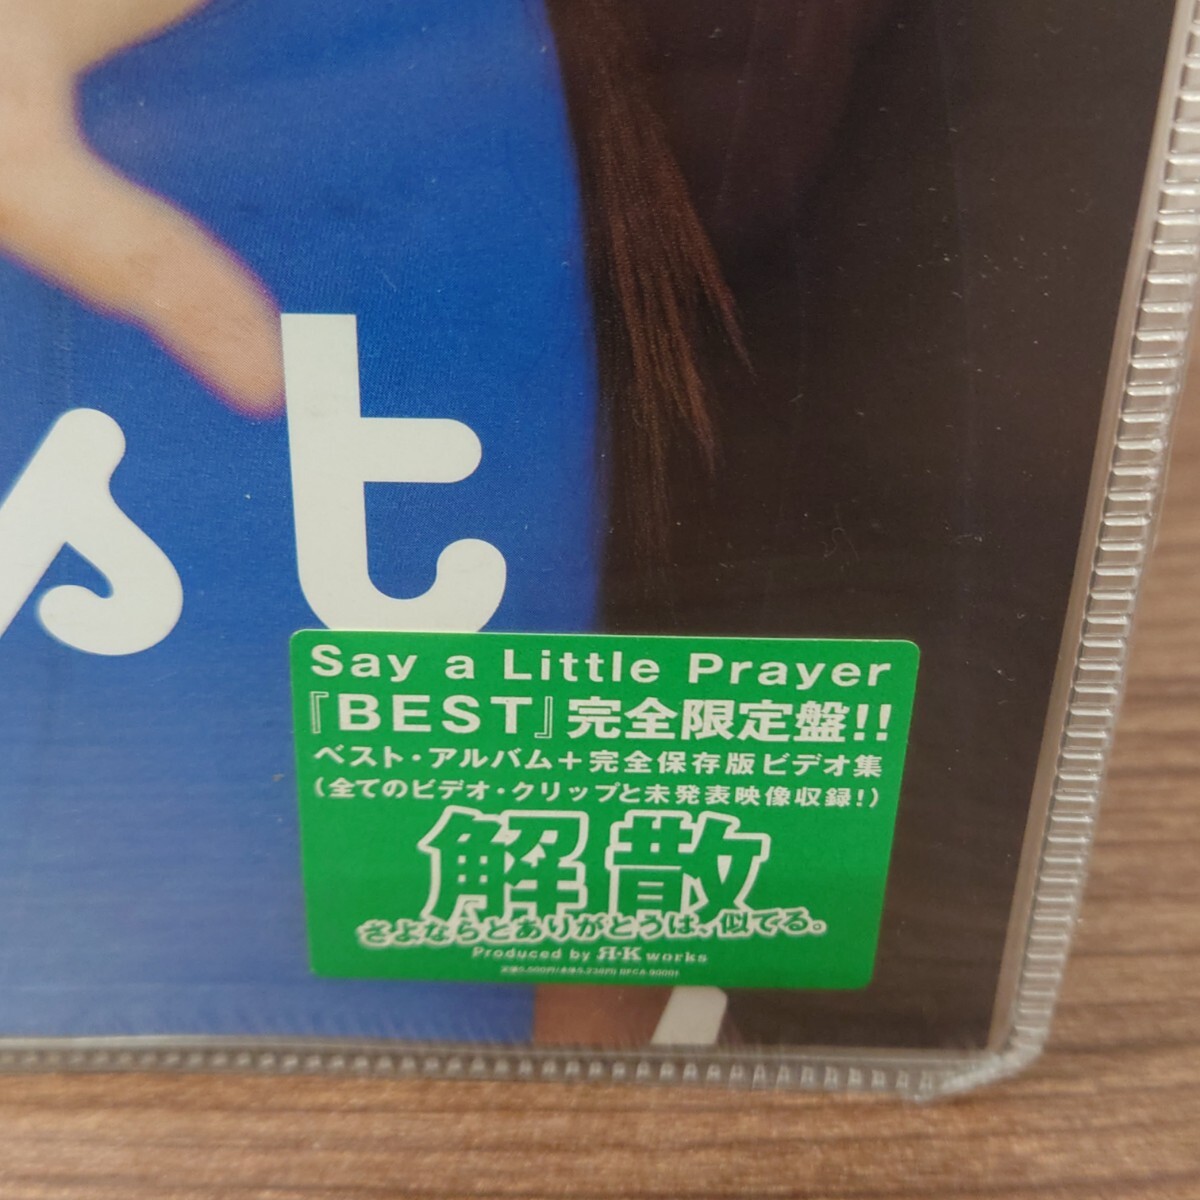 st
Say a Little Prayer
『BEST』完全限定盤!!
ベスト・アルバム＋完全保存版ビデオ集
(全てのビデオ・クリップと未発表映像収録!)
解散
さよならとありがとうは、似てる。
Produced by Я·K works